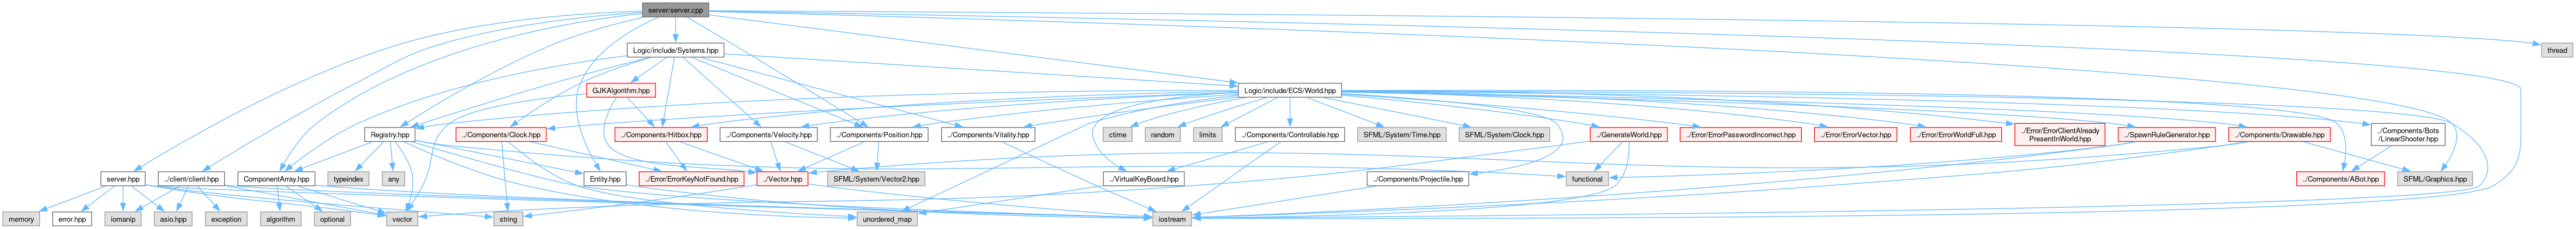 server/server.cpp
Logic/include/Systems.hpp
thread
GJKAlgorithm.hpp
Logic/include/ECS/World.hpp
Registry.hpp
../Components/Clock.hpp
../Components/Hitbox.hpp
../Components/Velocity.hpp
../Components/Position.hpp
../Components/Vitality.hpp
ctime
random
limits
../Components/Controllable.hpp
SFML/System/Time.hpp
SFML/System/Clock.hpp
../GenerateWorld.hpp
../Error/ErrorPasswordIncorrect.hpp
../Error/ErrorVector.hpp
../Error/ErrorWorldFull.hpp
../Error/ErrorClientAlready
PresentInWorld.hpp
../SpawnRuleGenerator.hpp
../Components/Drawable.hpp
../Components/Bots
/LinearShooter.hpp
server.hpp
../client/client.hpp
ComponentArray.hpp
typeindex
any
Entity.hpp
../Error/ErrorKeyNotFound.hpp
../Vector.hpp
SFML/System/Vector2.hpp
../VirtualKeyBoard.hpp
../Components/Projectile.hpp
functional
../Components/ABot.hpp
SFML/Graphics.hpp
memory
error.hpp
iomanip
asio.hpp
exception
algorithm
optional
vector
string
unordered_map
iostream